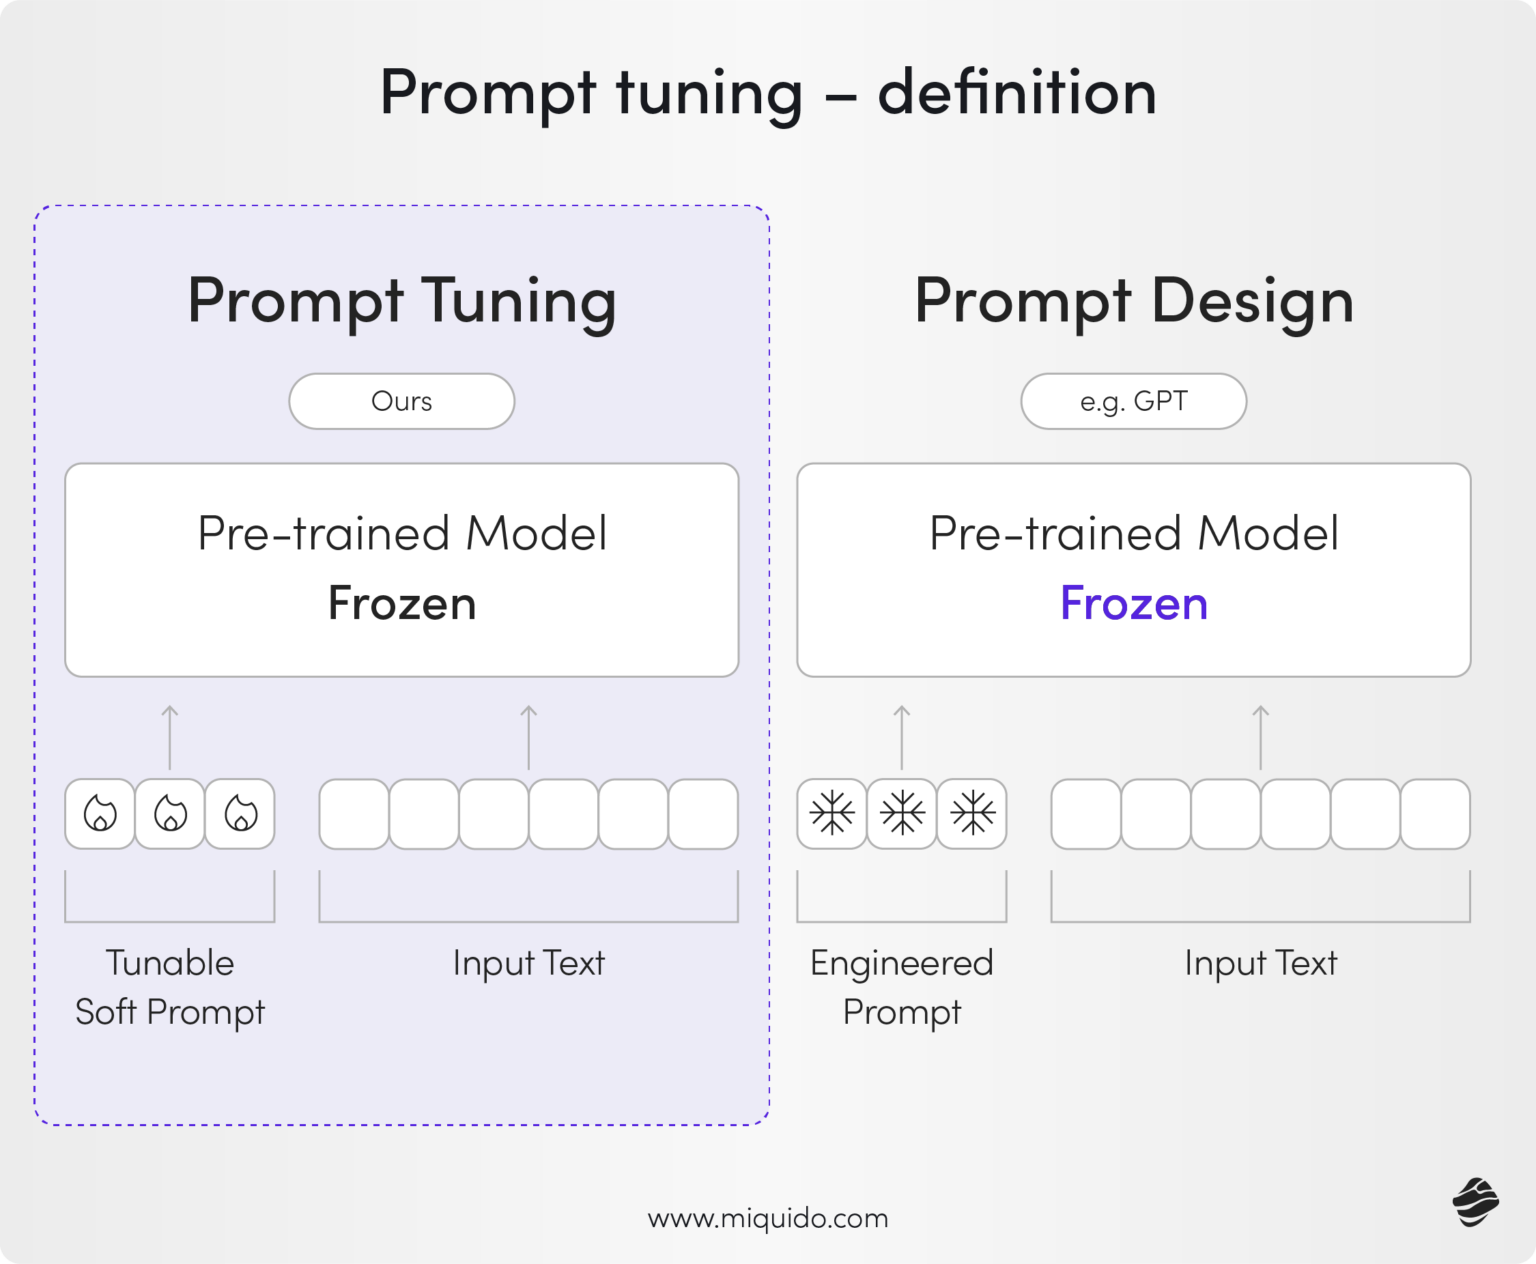 Prompt tuning – definition
Prompt Tuning
Ours
Pre-trained Model
Frozen
Tunable
Soft Prompt
Input Text
Prompt Design
e.g. GPT
Pre-trained Model
Frozen
Engineered
Prompt
Input Text
www.miquido.com